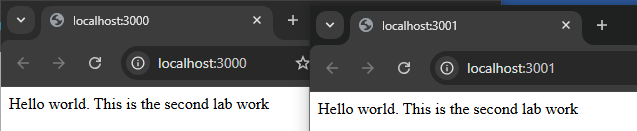 localhost:3000
localhost:3000
Hello world. This is the second lab work
localhost:3001
localhost:3001
Hello world. This is the second lab work